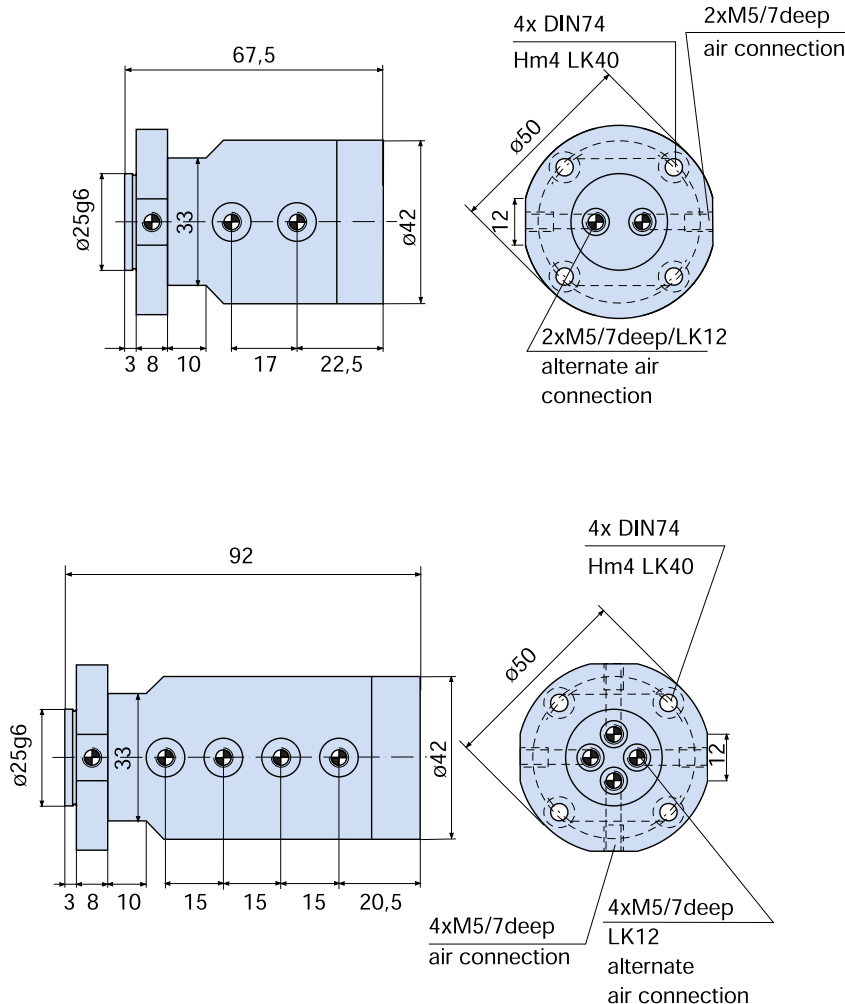 2xM5/7deep
air connection
4x DIN74
Hm4 LK40
67,5
ø50
ø25g6
33
ø42
12
3 8 10 17 22,5
2xM5/7deep/LK12
alternate air
connection
4x DIN74
Hm4 LK40
92
ø50
ø25g6
33
ø42
12
3 8 10 15 15 15 20,5
4xM5/7deep
air connection
4xM5/7deep
LK12
alternate
air connection